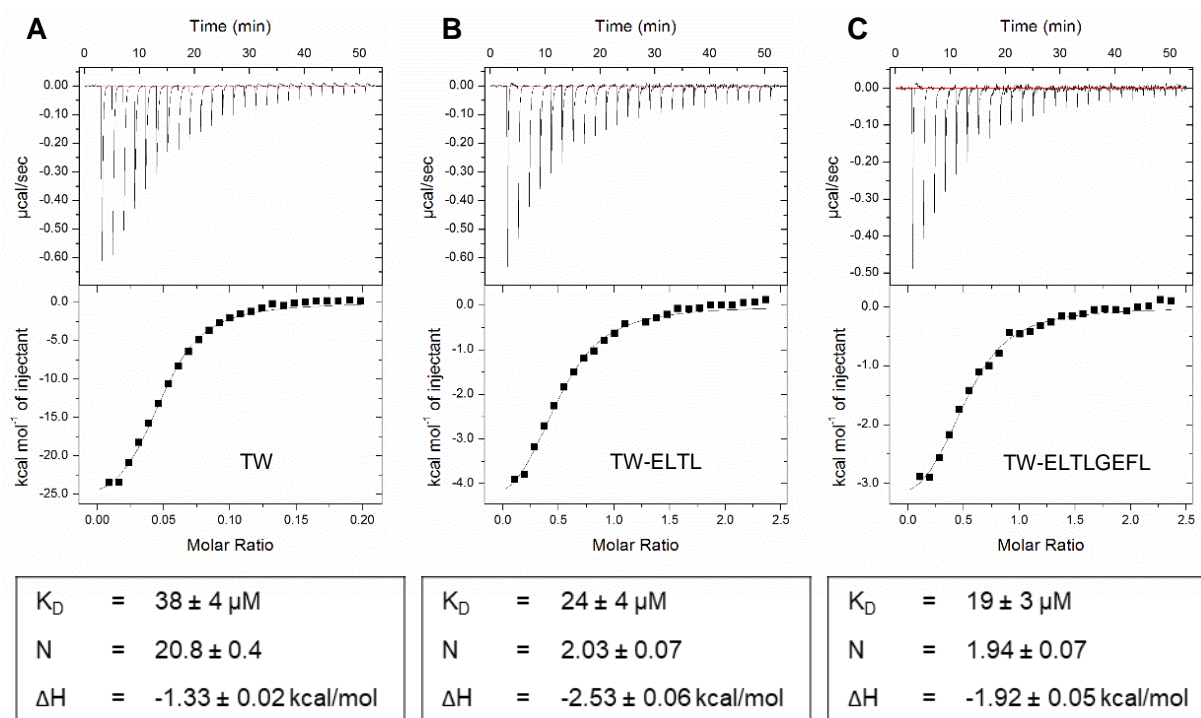 A
Time (min)
0 10 20 30 40 50
0.00
-0.10
-0.20
-0.30
-0.40
-0.50
-0.60
µcal/sec
0.0
-5.0
-10.0
-15.0
-20.0
-25.0
kcal mol⁻¹ of injectant
TW
0.00 0.05 0.10 0.15 0.20
Molar Ratio
K_D = 38 ± 4 µM
N = 20.8 ± 0.4
ΔH = -1.33 ± 0.02 kcal/mol
B
Time (min)
0 10 20 30 40 50
0.00
-0.10
-0.20
-0.30
-0.40
-0.50
-0.60
µcal/sec
0.0
-1.0
-2.0
-3.0
-4.0
kcal mol⁻¹ of injectant
TW-ELTL
0.0 0.5 1.0 1.5 2.0 2.5
Molar Ratio
K_D = 24 ± 4 µM
N = 2.03 ± 0.07
ΔH = -2.53 ± 0.06 kcal/mol
C
Time (min)
0 10 20 30 40 50
0.00
-0.10
-0.20
-0.30
-0.40
-0.50
µcal/sec
0.0
-1.0
-2.0
-3.0
kcal mol⁻¹ of injectant
TW-ELTLGEFL
0.0 0.5 1.0 1.5 2.0 2.5
Molar Ratio
K_D = 19 ± 3 µM
N = 1.94 ± 0.07
ΔH = -1.92 ± 0.05 kcal/mol